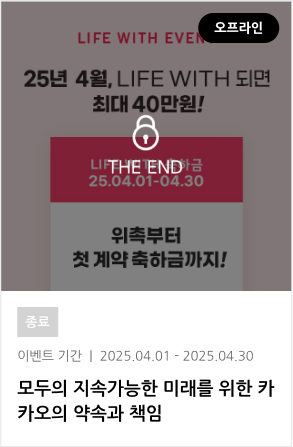 오프라인
LIFE WITH EVEN
25년 4월, LIFE WITH 되면
최대 40만원!
LIFE WITH 축하금
THE END
25.04.01-04.30
위촉부터
첫 계약 축하금까지!
종료
이벤트 기간 | 2025.04.01 - 2025.04.30
모두의 지속가능한 미래를 위한 카
카오의 약속과 책임